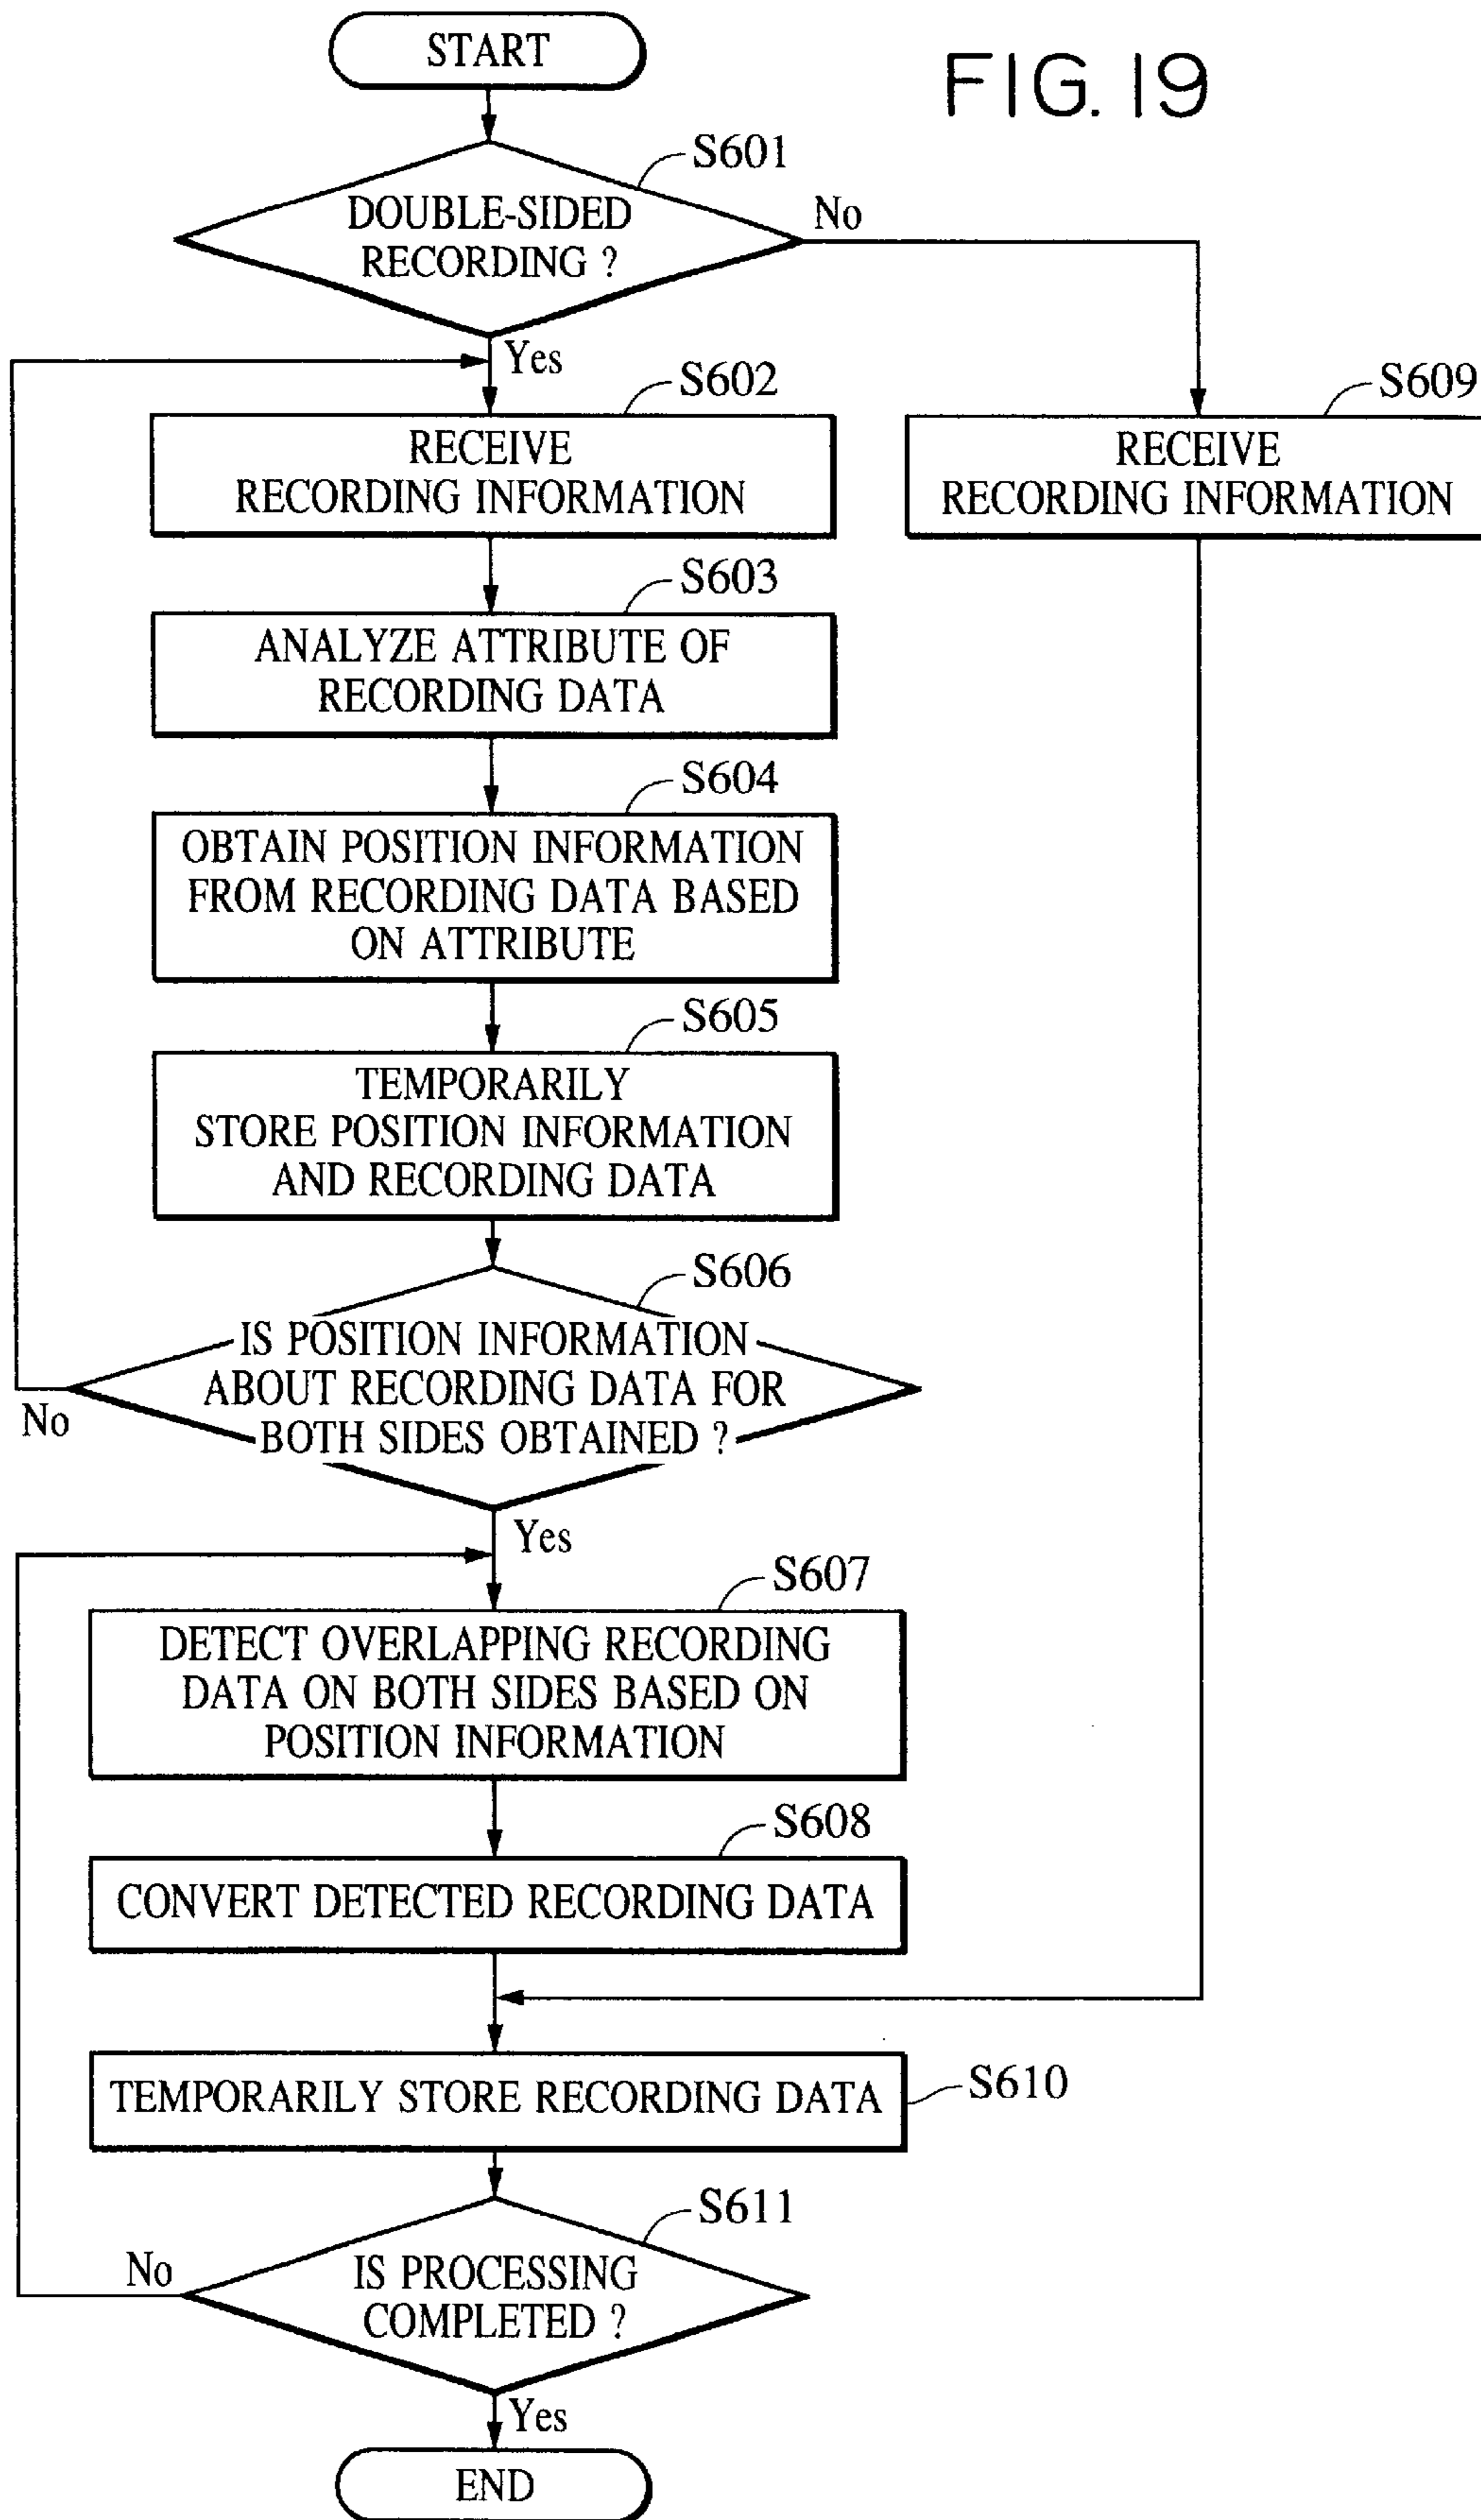 START
FIG. 19
S601
DOUBLE-SIDED
RECORDING ?
No
Yes
S602
RECEIVE
RECORDING INFORMATION
S609
RECEIVE
RECORDING INFORMATION
S603
ANALYZE ATTRIBUTE OF
RECORDING DATA
S604
OBTAIN POSITION INFORMATION
FROM RECORDING DATA BASED
ON ATTRIBUTE
S605
TEMPORARILY
STORE POSITION INFORMATION
AND RECORDING DATA
S606
IS POSITION INFORMATION
ABOUT RECORDING DATA FOR
BOTH SIDES OBTAINED ?
No
Yes
S607
DETECT OVERLAPPING RECORDING
DATA ON BOTH SIDES BASED ON
POSITION INFORMATION
S608
CONVERT DETECTED RECORDING DATA
TEMPORARILY STORE RECORDING DATA
S610
S611
IS PROCESSING
COMPLETED ?
No
Yes
END